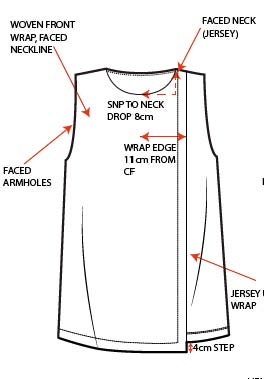 WOVEN FRONT
WRAP, FACED
NECKLINE
FACED NECK
(JERSEY)
SNP TO NECK
DROP 8cm
WRAP EDGE
11cm FROM
CF
FACED
ARMHOLES
JERSEY
WRAP
4cm STEP